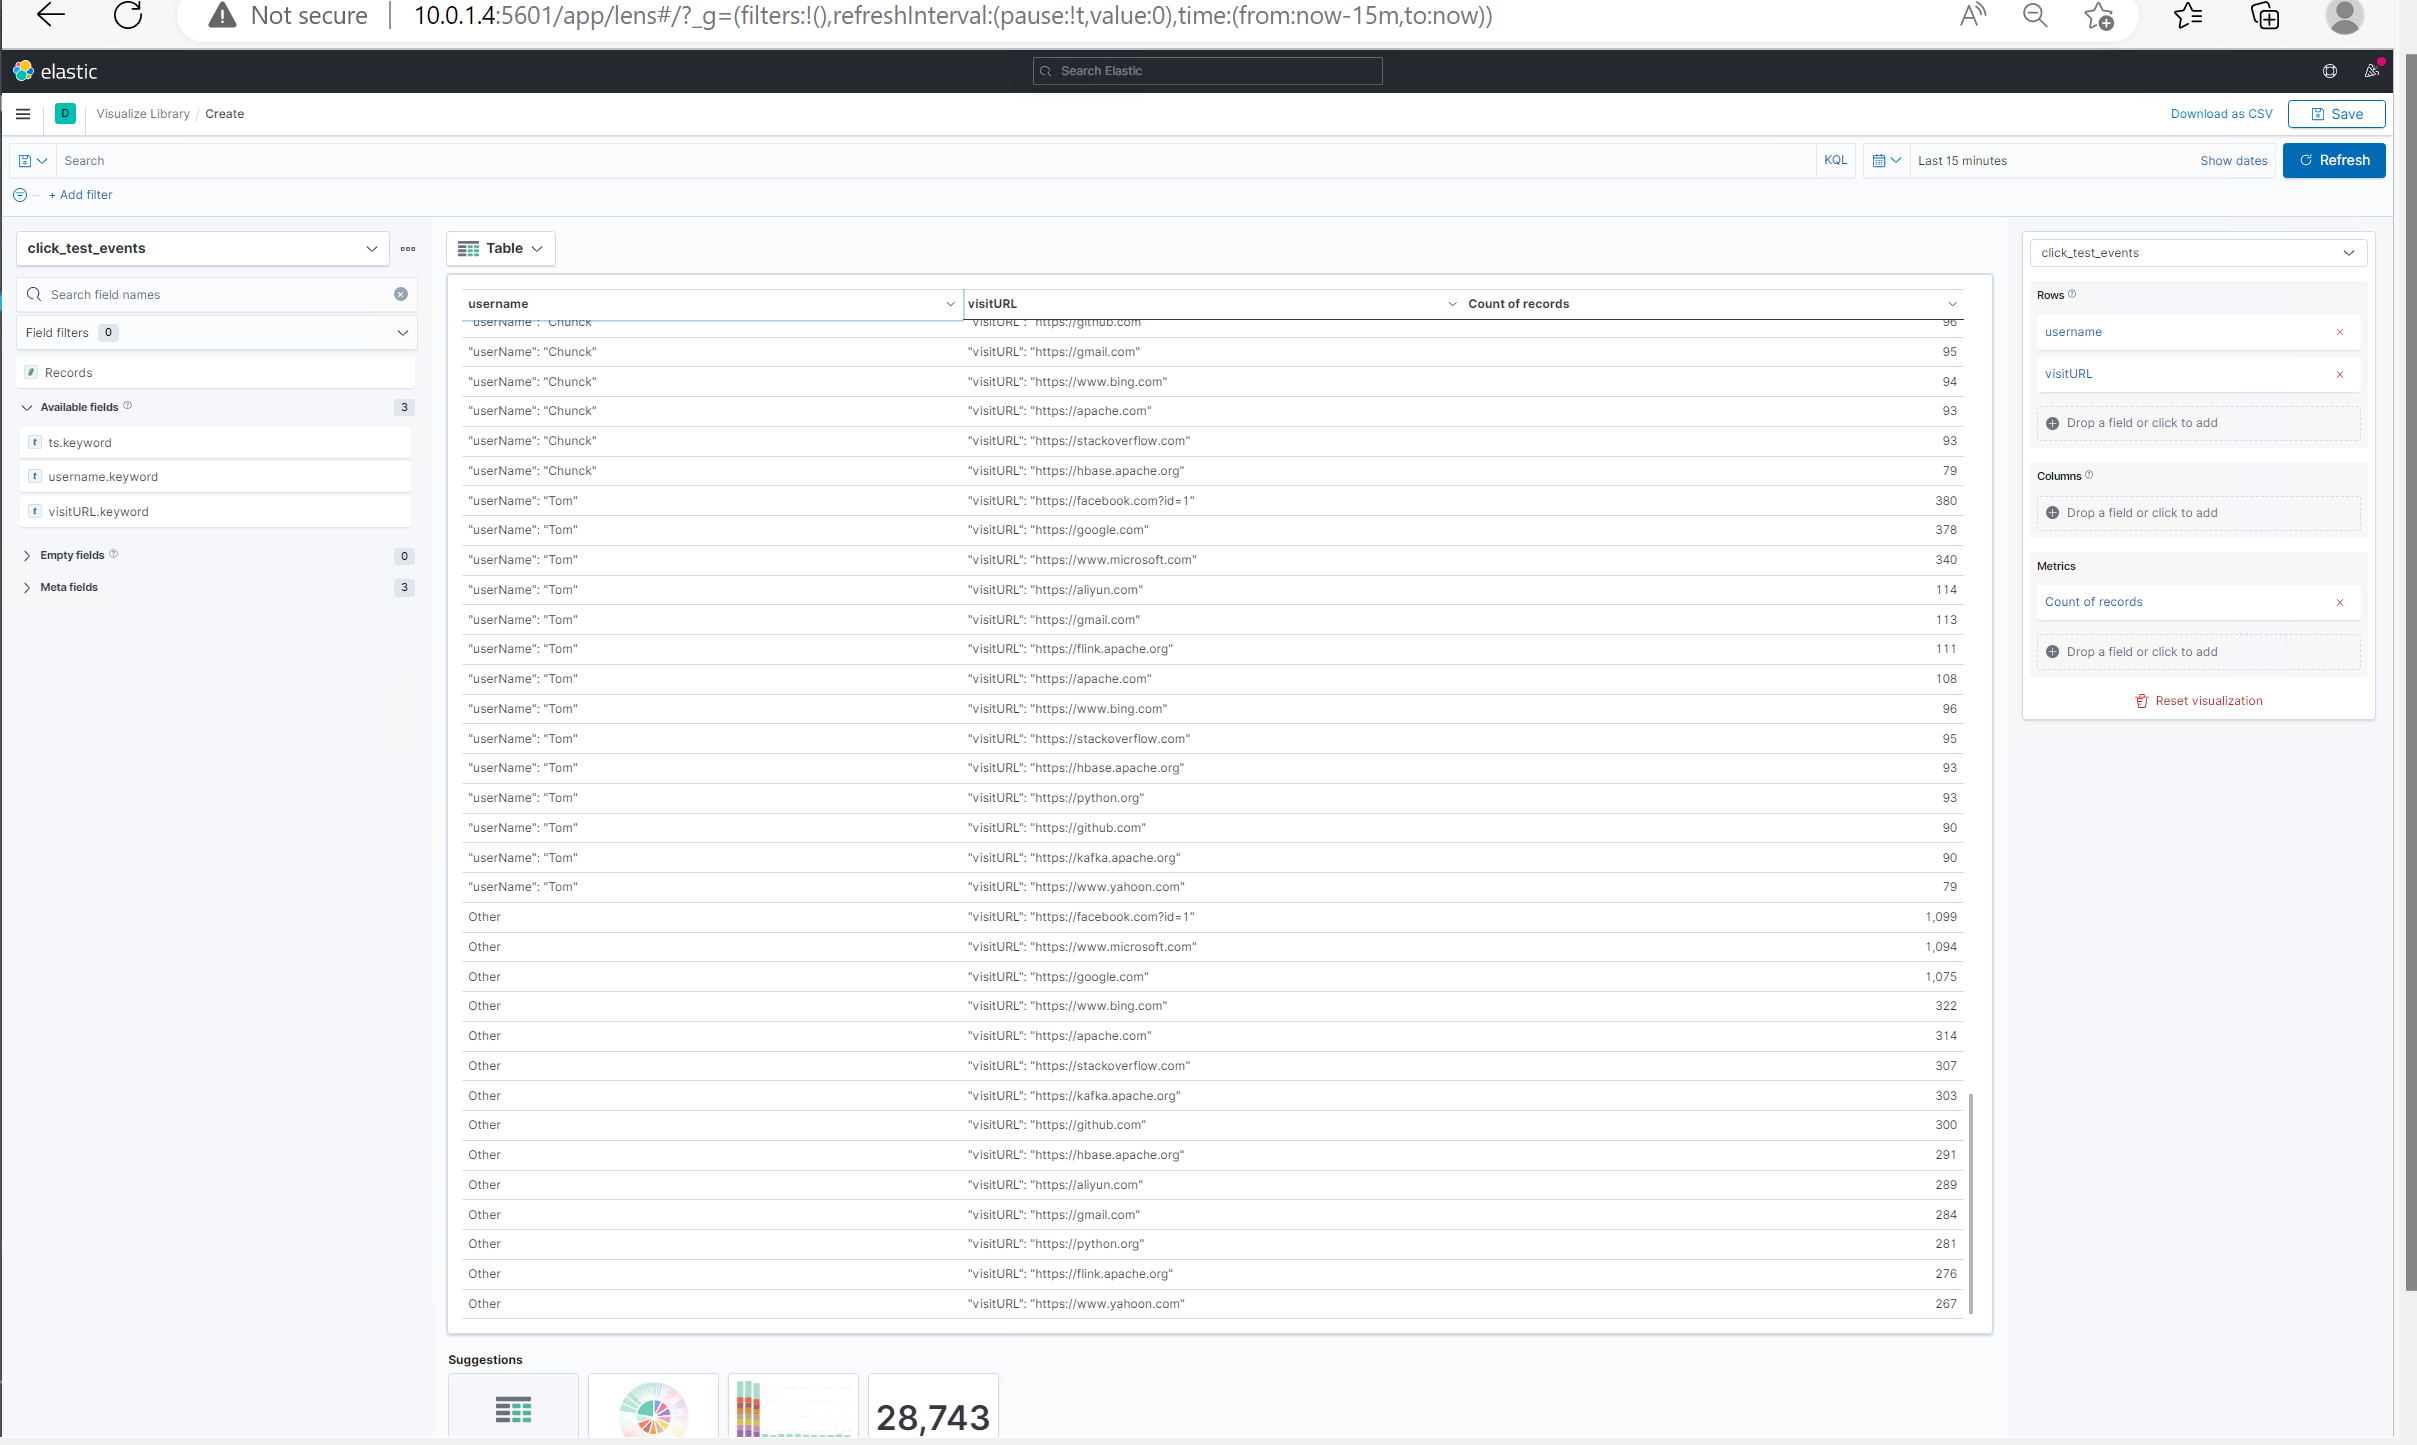 Not secure 10.0.1.4:5601/app/lens#/?_g=(filters:!(),refreshInterval:(pause:!t,value:0),time:(from:now-15m,to:now))
elastic
Search Elastic
D Visualize Library / Create
Download as CSV Save
Search KQL Last 15 minutes Show dates Refresh
+ Add filter
click_test_events
Search field names
Field filters 0
# Records
Available fields 3
t ts.keyword
t username.keyword
t visitURL.keyword
Empty fields 0
Meta fields 3
Table
username visitURL Count of records
"userName": "Chunck" "visitURL": "https://github.com" 96
"userName": "Chunck" "visitURL": "https://gmail.com" 95
"userName": "Chunck" "visitURL": "https://www.bing.com" 94
"userName": "Chunck" "visitURL": "https://apache.com" 93
"userName": "Chunck" "visitURL": "https://stackoverflow.com" 93
"userName": "Chunck" "visitURL": "https://hbase.apache.org" 79
"userName": "Tom" "visitURL": "https://facebook.com?id=1" 380
"userName": "Tom" "visitURL": "https://google.com" 378
"userName": "Tom" "visitURL": "https://www.microsoft.com" 340
"userName": "Tom" "visitURL": "https://aliyun.com" 114
"userName": "Tom" "visitURL": "https://gmail.com" 113
"userName": "Tom" "visitURL": "https://flink.apache.org" 111
"userName": "Tom" "visitURL": "https://apache.com" 108
"userName": "Tom" "visitURL": "https://www.bing.com" 96
"userName": "Tom" "visitURL": "https://stackoverflow.com" 95
"userName": "Tom" "visitURL": "https://hbase.apache.org" 93
"userName": "Tom" "visitURL": "https://python.org" 93
"userName": "Tom" "visitURL": "https://github.com" 90
"userName": "Tom" "visitURL": "https://kafka.apache.org" 90
"userName": "Tom" "visitURL": "https://www.yahoon.com" 79
Other "visitURL": "https://facebook.com?id=1" 1,099
Other "visitURL": "https://www.microsoft.com" 1,094
Other "visitURL": "https://google.com" 1,075
Other "visitURL": "https://www.bing.com" 322
Other "visitURL": "https://apache.com" 314
Other "visitURL": "https://stackoverflow.com" 307
Other "visitURL": "https://kafka.apache.org" 303
Other "visitURL": "https://github.com" 300
Other "visitURL": "https://hbase.apache.org" 291
Other "visitURL": "https://aliyun.com" 289
Other "visitURL": "https://gmail.com" 284
Other "visitURL": "https://python.org" 281
Other "visitURL": "https://flink.apache.org" 276
Other "visitURL": "https://www.yahoon.com" 267
Suggestions
28,743
click_test_events
Rows
username
visitURL
Drop a field or click to add
Columns
Drop a field or click to add
Metrics
Count of records
Drop a field or click to add
Reset visualization